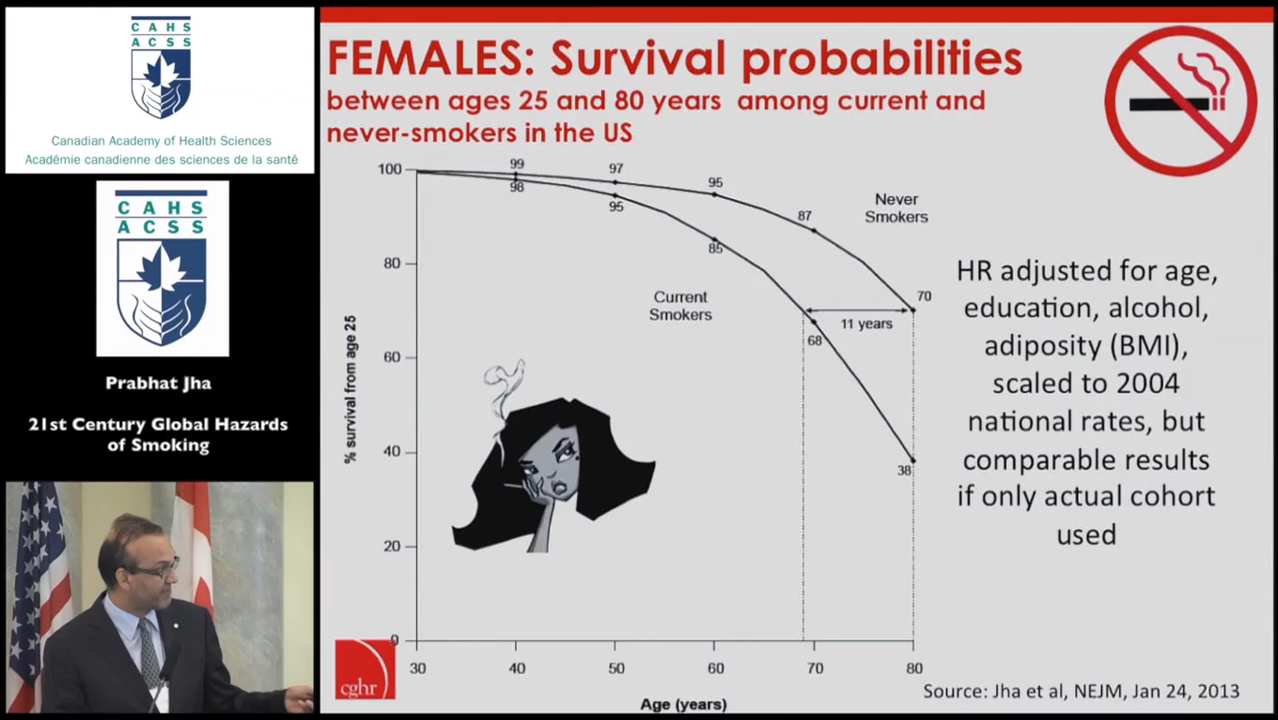 CAHS
ACSS
Canadian Academy of Health Sciences
Académie canadienne des sciences de la santé
CAHS
ACSS
Prabhat Jha
21st Century Global Hazards
of Smoking
FEMALES: Survival probabilities
between ages 25 and 80 years among current and
never-smokers in the US
% survival from age 25
100
80
60
40
20
0
99
98
97
95
95
85
87
68
70
38
Never
Smokers
Current
Smokers
11 years
30
40
50
60
70
80
Age (years)
HR adjusted for age,
education, alcohol,
adiposity (BMI),
scaled to 2004
national rates, but
comparable results
if only actual cohort
used
cghr
Source: Jha et al, NEJM, Jan 24, 2013